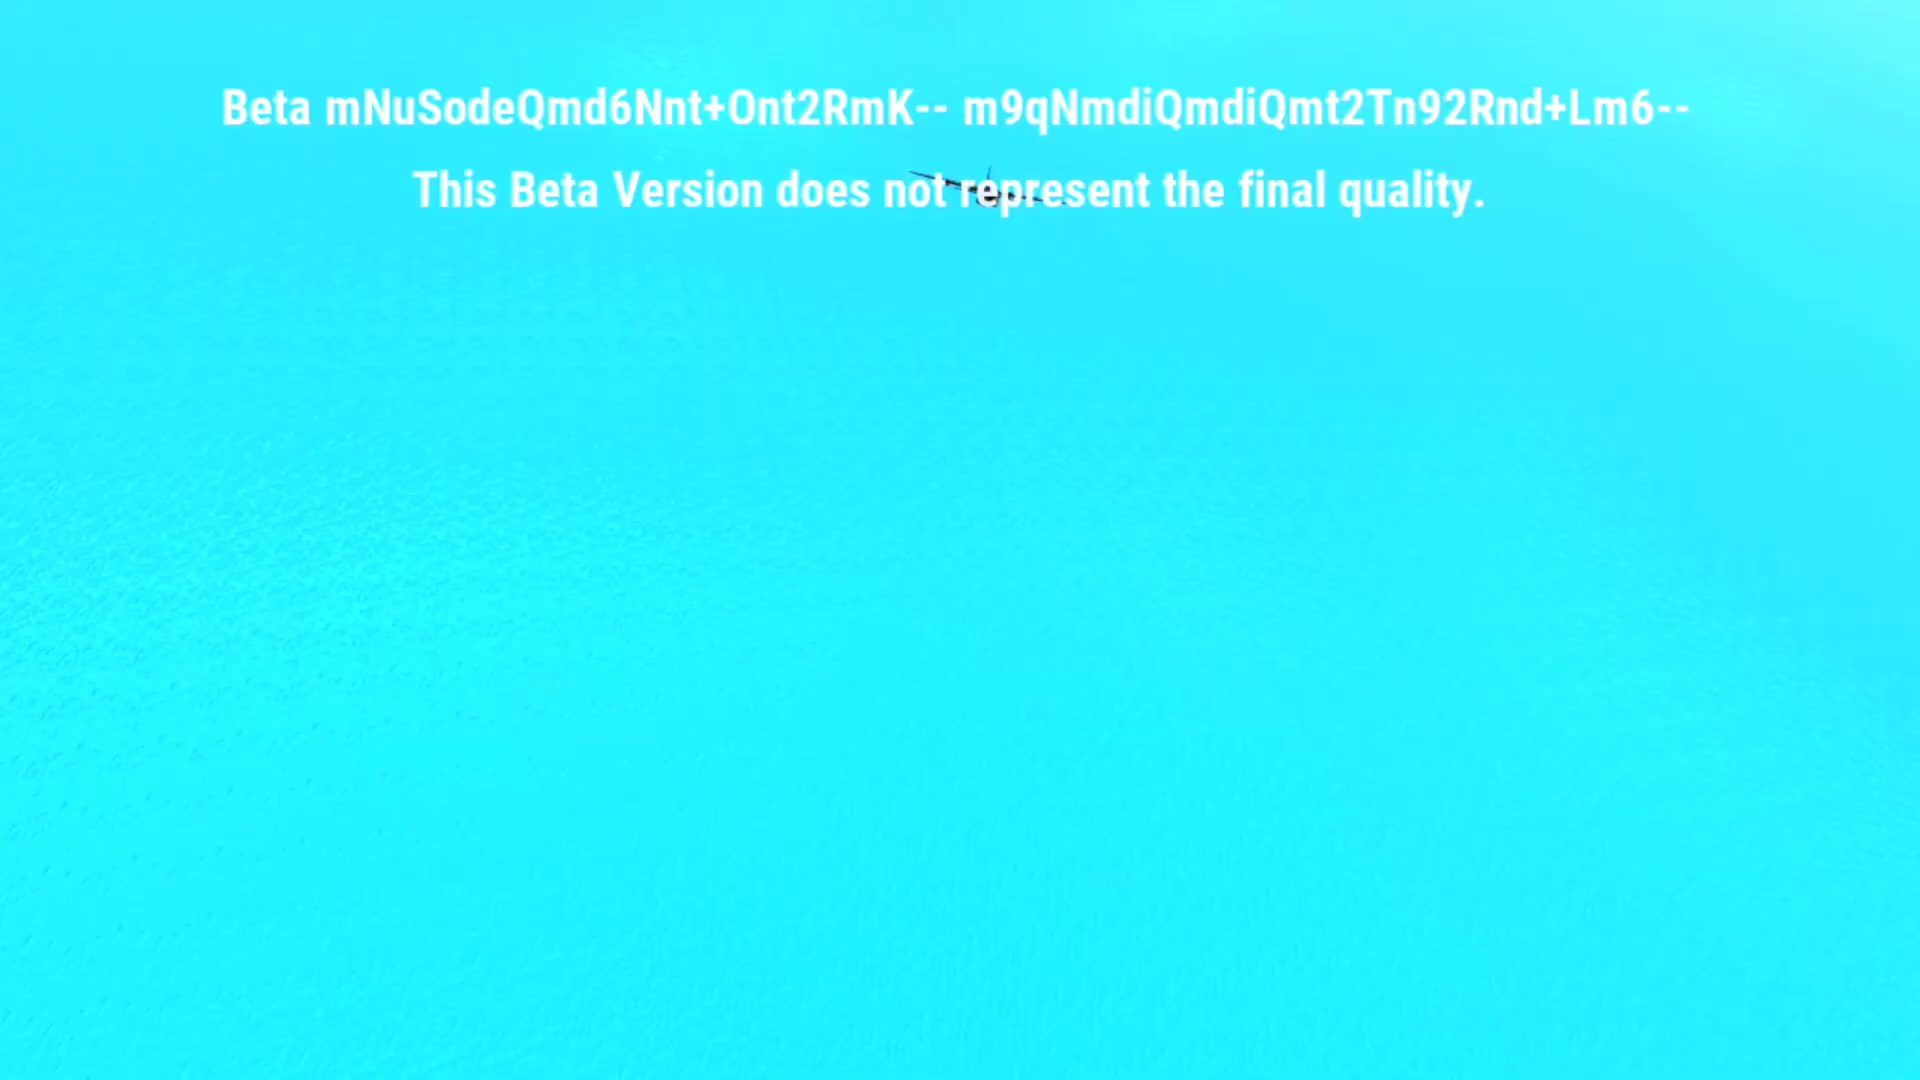 Beta mNuSodeQmd6Nnt+Ont2RmK-- m9qNmdiQmdiQmt2Tn92Rnd+Lm6--
This Beta Version does not represent the final quality.